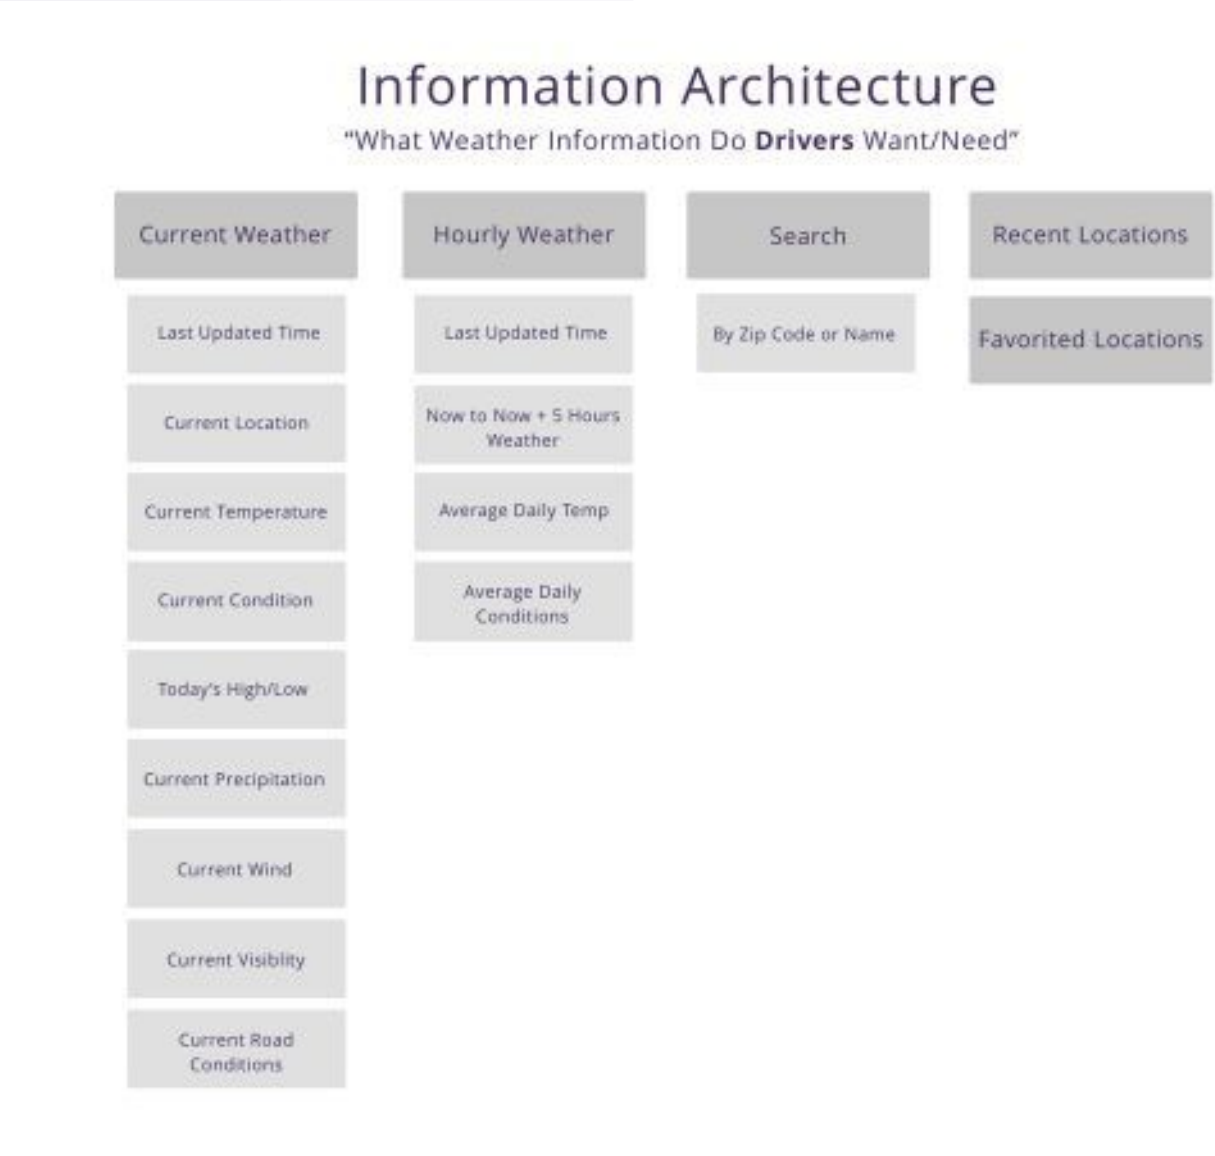 Information Architecture
“What Weather Information Do Drivers Want/Need”
Current Weather
Last Updated Time
Current Location
Current Temperature
Current Condition
Today's High/Low
Current Precipitation
Current Wind
Current Visiblity
Current Road
Conditions
Hourly Weather
Last Updated Time
Now to Now + 5 Hours
Weather
Average Daily Temp
Average Daily
Conditions
Search
By Zip Code or Name
Recent Locations
Favorited Locations